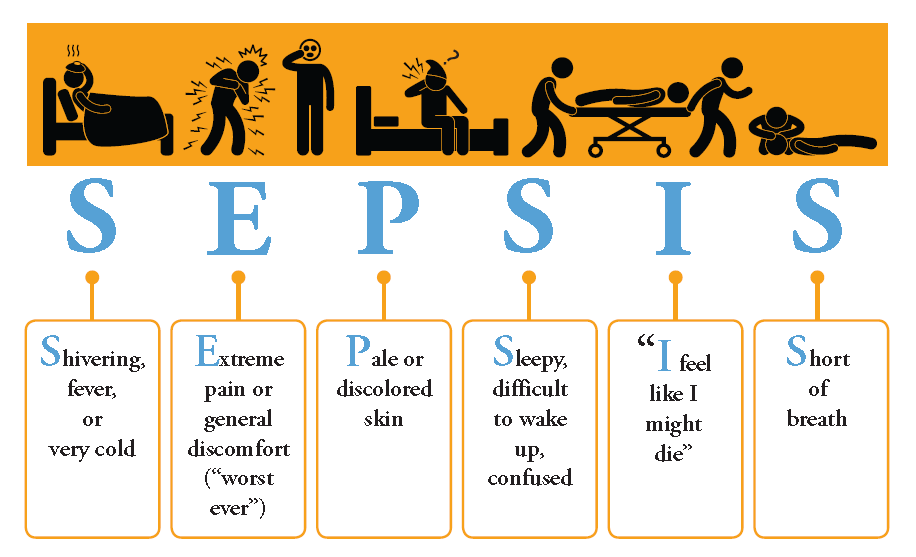 ?
S E P S I S
Shivering,
fever,
or
very cold
Extreme
pain or
general
discomfort
(“worst
ever”)
Pale or
discolored
skin
Sleepy,
difficult
to wake
up,
confused
“I feel
like I
might
die”
Short
of
breath